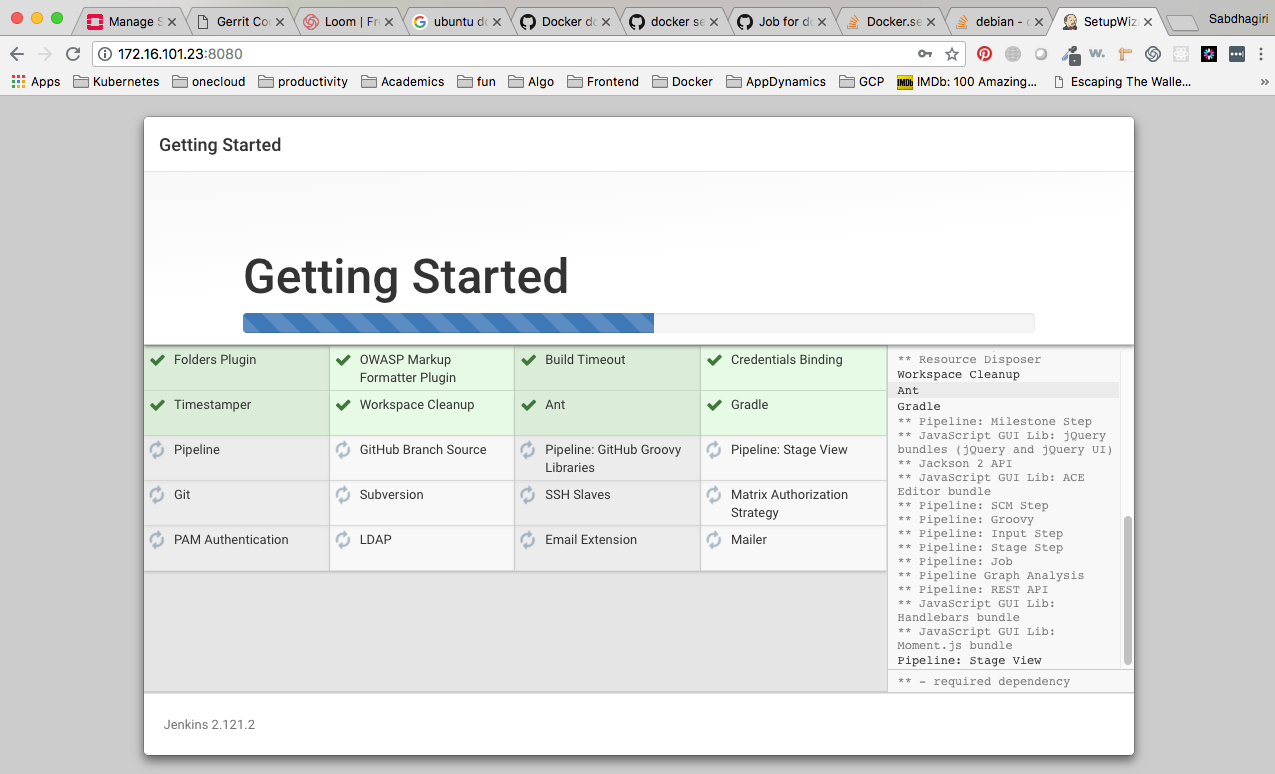 Manage S
Gerrit Co
Loom | Fr
ubuntu do
Docker do
docker se
Job for do
Docker.se
debian -
SetupWiz
Sabdhagiri
172.16.101.23:8080
Apps Kubernetes onecloud productivity Academics fun Algo Frontend Docker AppDynamics GCP IMDb: 100 Amazing... Escaping The Walle... »
Getting Started
Getting Started
Folders Plugin
OWASP Markup
Formatter Plugin
Build Timeout
Credentials Binding
Timestamper
Workspace Cleanup
Ant
Gradle
Pipeline
GitHub Branch Source
Pipeline: GitHub Groovy
Libraries
Pipeline: Stage View
Git
Subversion
SSH Slaves
Matrix Authorization
Strategy
PAM Authentication
LDAP
Email Extension
Mailer
** Resource Disposer
Workspace Cleanup
Ant
Gradle
** Pipeline: Milestone Step
** JavaScript GUI Lib: jQuery
bundles (jQuery and jQuery UI)
** Jackson 2 API
** JavaScript GUI Lib: ACE
Editor bundle
** Pipeline: SCM Step
** Pipeline: Groovy
** Pipeline: Input Step
** Pipeline: Stage Step
** Pipeline: Job
** Pipeline Graph Analysis
** Pipeline: REST API
** JavaScript GUI Lib:
Handlebars bundle
** JavaScript GUI Lib:
Moment.js bundle
Pipeline: Stage View
** - required dependency
Jenkins 2.121.2